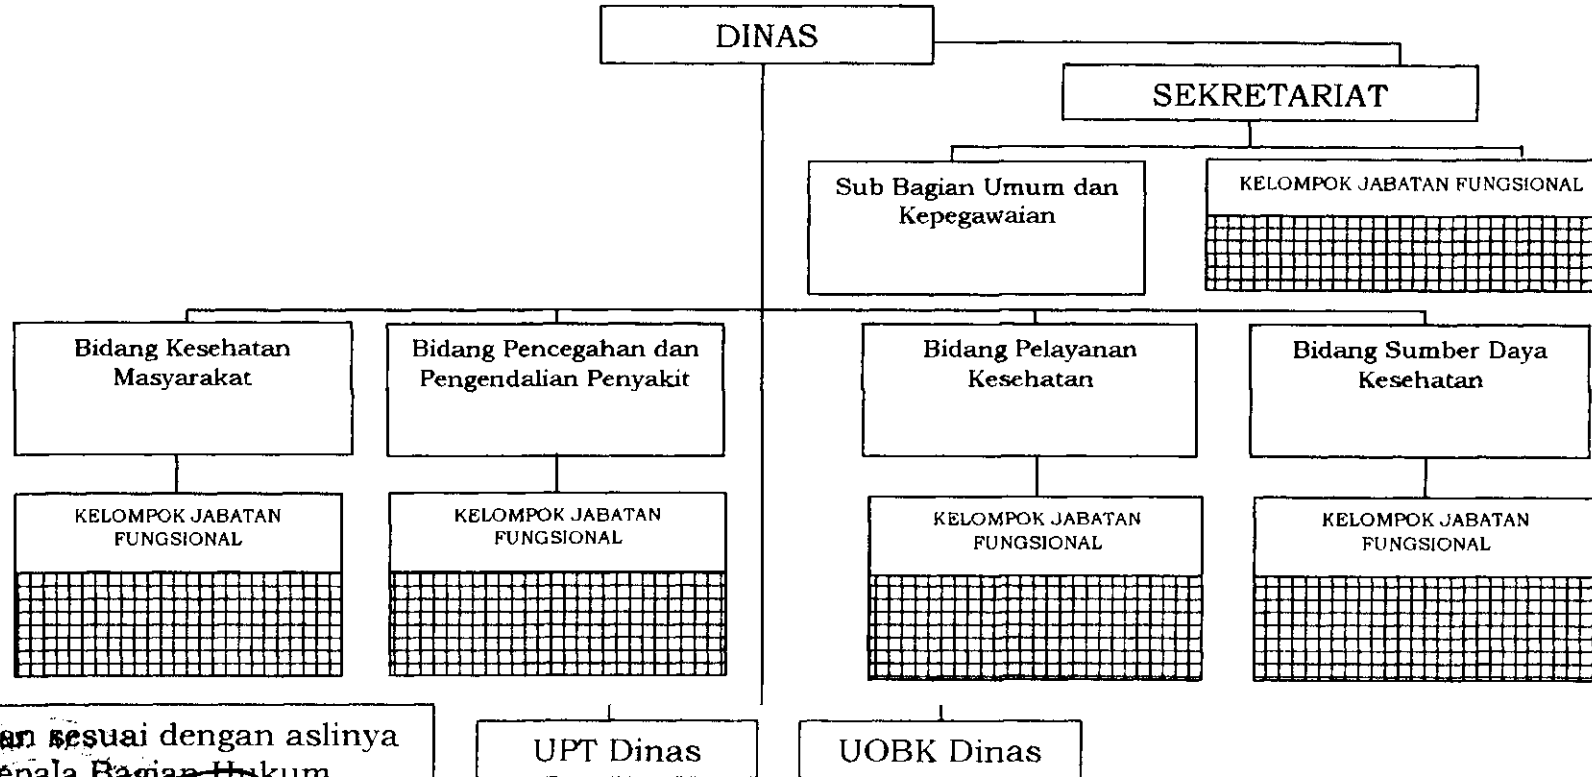 DINAS
SEKRETARIAT
Sub Bagian Umum dan
Kepegawaian
KELOMPOK JABATAN FUNGSIONAL
Bidang Kesehatan
Masyarakat
Bidang Pencegahan dan
Pengendalian Penyakit
Bidang Pelayanan
Kesehatan
Bidang Sumber Daya
Kesehatan
KELOMPOK JABATAN
FUNGSIONAL
KELOMPOK JABATAN
FUNGSIONAL
KELOMPOK JABATAN
FUNGSIONAL
KELOMPOK JABATAN
FUNGSIONAL
sesuai dengan aslinya
Bagian Hukum
UPT Dinas
UOBK Dinas